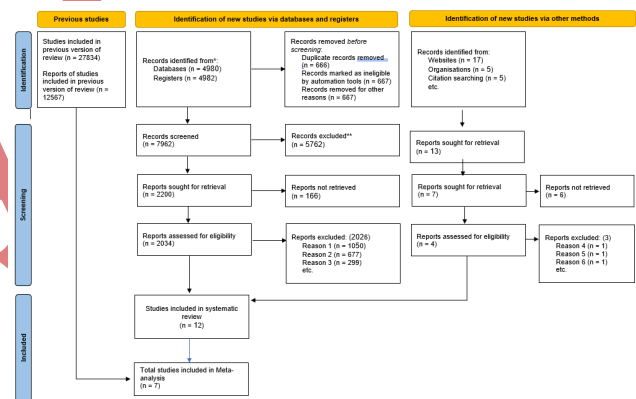 Previous studies
Identification of new studies via databases and registers
Identification of new studies via other methods
Identification
Studies included in
previous version of
review (n = 27834)
Reports of studies
included in previous
version of review (n =
12567)
Records identified from*:
Databases (n = 4980)
Registers (n = 4982)
Records removed before
screening:
Duplicate records removed
(n = 666)
Records marked as ineligible
by automation tools (n = 667)
Records removed for other
reasons (n = 667)
Records identified from:
Websites (n = 17)
Organisations (n = 5)
Citation searching (n = 5)
etc.
Screening
Records screened
(n = 7962)
Records excluded**
(n = 5762)
Reports sought for retrieval
(n = 13)
Reports sought for retrieval
(n = 2200)
Reports not retrieved
(n = 166)
Reports sought for retrieval
(n = 7)
Reports not retrieved
(n = 6)
Reports assessed for eligibility
(n = 2034)
Reports excluded: (2026)
Reason 1 (n = 1050)
Reason 2 (n = 677)
Reason 3 (n = 299)
etc.
Reports assessed for eligibility
(n = 4)
Reports excluded: (3)
Reason 4 (n = 1)
Reason 5 (n = 1)
Reason 6 (n = 1)
etc.
Included
Studies included in systematic
review
(n = 12)
Total studies included in Meta-
analysis
(n = 7)